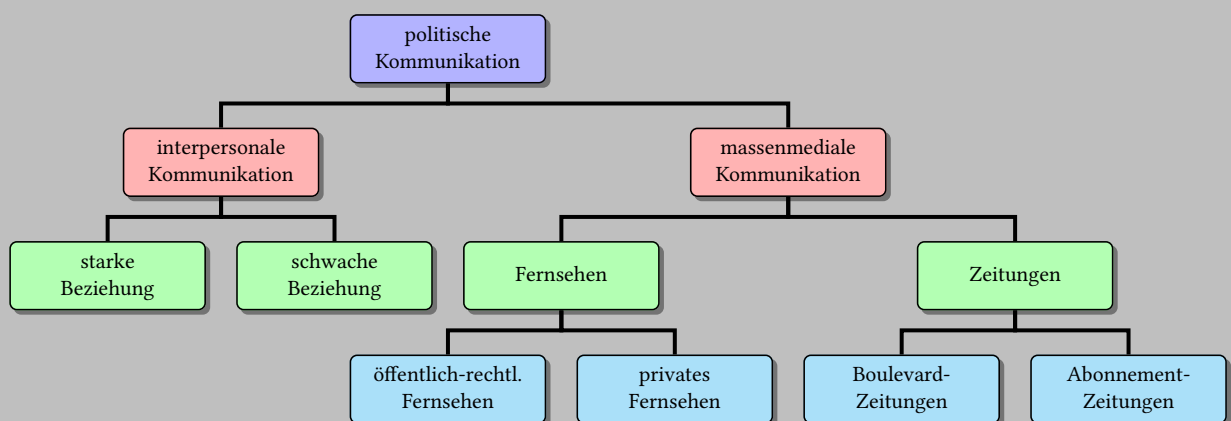 politische
Kommunikation
interpersonale
Kommunikation
massenmediale
Kommunikation
starke
Beziehung
schwache
Beziehung
Fernsehen
Zeitungen
öffentlich-rechtl.
Fernsehen
privates
Fernsehen
Boulevard-
Zeitungen
Abonnement-
Zeitungen